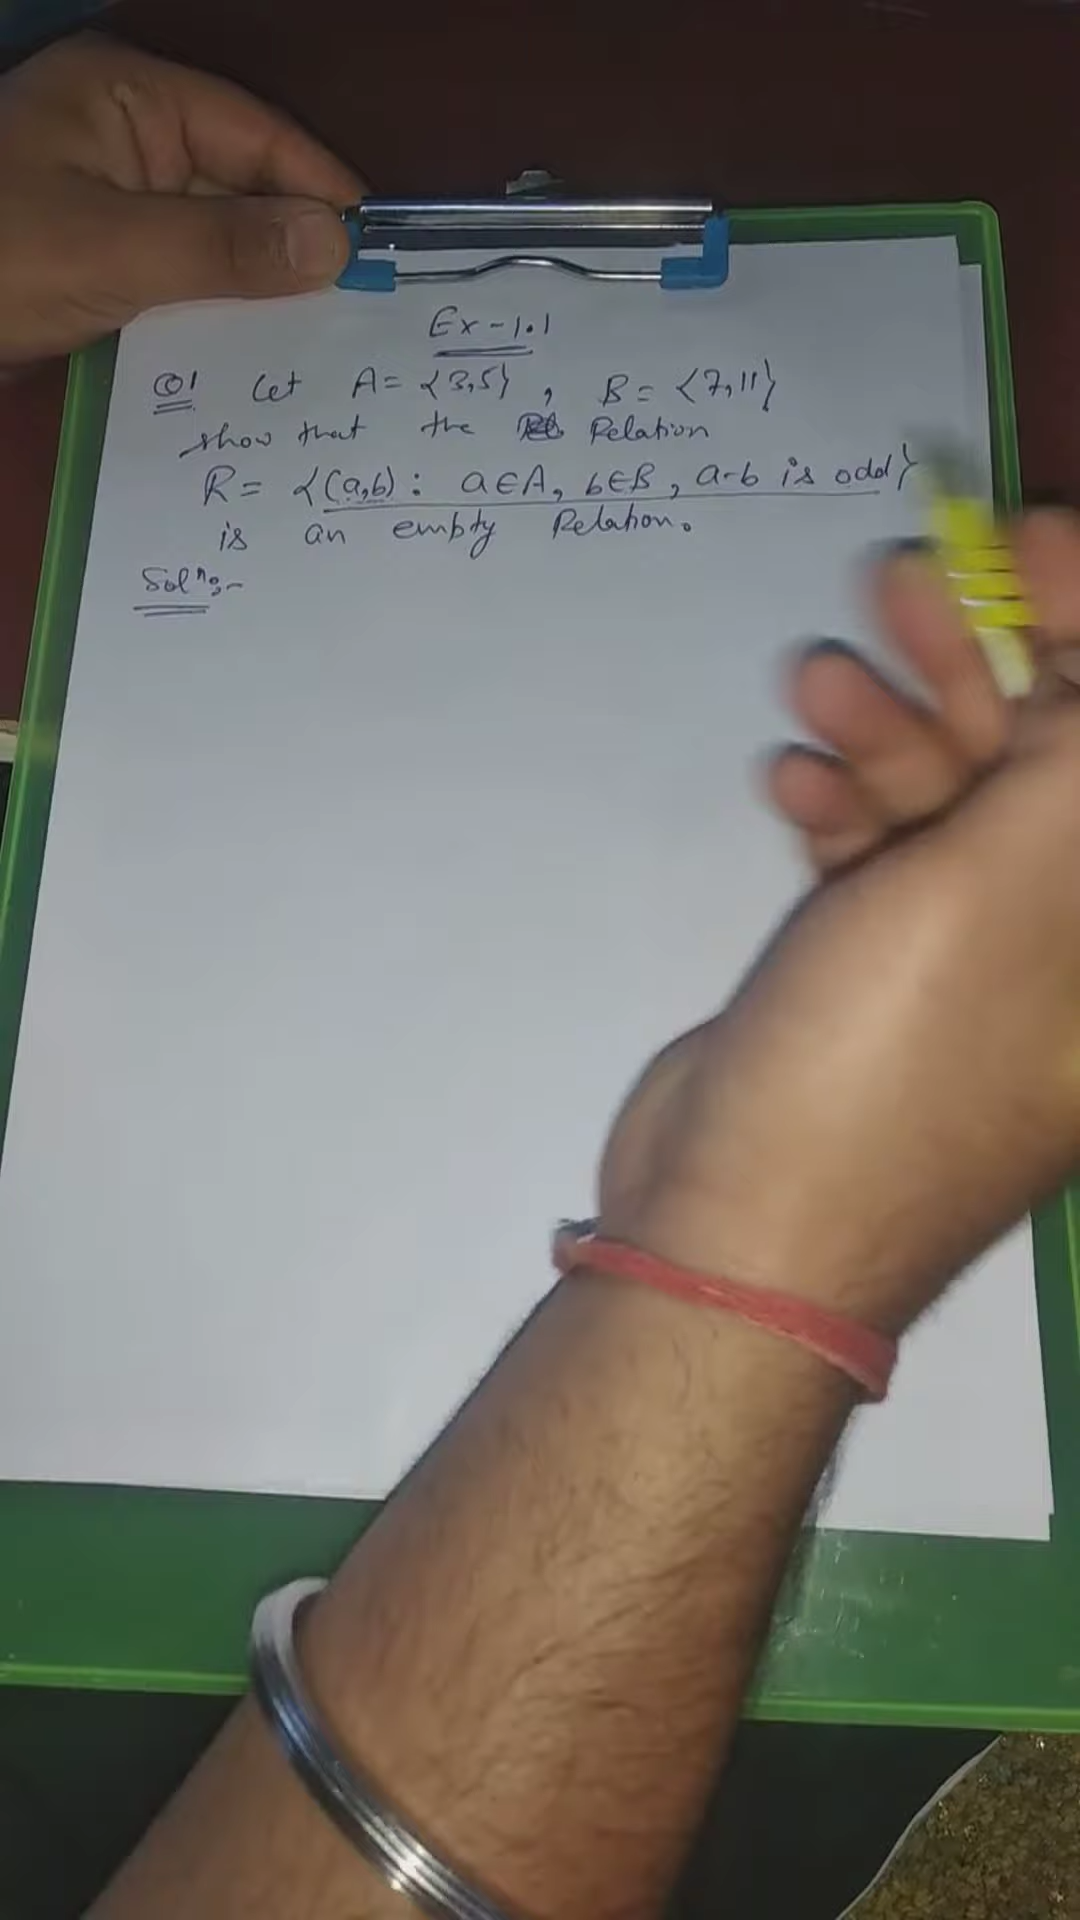 Ex-1.1
Q1 Let A = {3,5}, B = {7,11}
show that the Relation
R = {(a,b): a∈A, b∈B, a-b is odd}
is an empty Relation.
Solⁿ:-